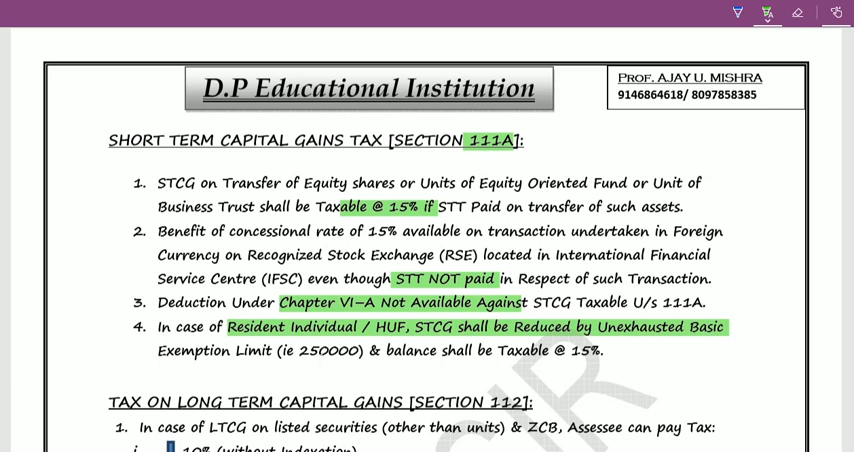 D.P Educational Institution
PROF. AJAY U. MISHRA
9146864618/ 8097858385
SHORT TERM CAPITAL GAINS TAX [SECTION 111A]:
1. STCG on Transfer of Equity shares or Units of Equity Oriented Fund or Unit of
Business Trust shall be Taxable @ 15% if STT Paid on transfer of such assets.
2. Benefit of concessional rate of 15% available on transaction undertaken in Foreign
Currency on Recognized Stock Exchange (RSE) located in International Financial
Service Centre (IFSC) even though STT NOT paid in Respect of such Transaction.
3. Deduction Under Chapter VI-A Not Available Against STCG Taxable U/s 111A.
4. In case of Resident Individual / HUF, STCG shall be Reduced by Unexhausted Basic
Exemption Limit (ie 250000) & balance shall be Taxable @ 15%.
TAX ON LONG TERM CAPITAL GAINS [SECTION 112]:
1. In case of LTCG on listed securities (other than units) & ZCB, Assessee can pay Tax:
i. 10% (without Indexation)